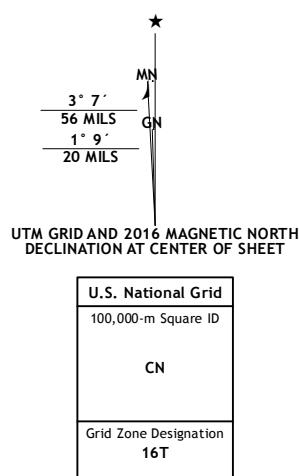 MN
3° 7´
56 MILS
GN
1° 9´
20 MILS
UTM GRID AND 2016 MAGNETIC NORTH
DECLINATION AT CENTER OF SHEET
U.S. National Grid
100,000-m Square ID
CN
Grid Zone Designation
16T